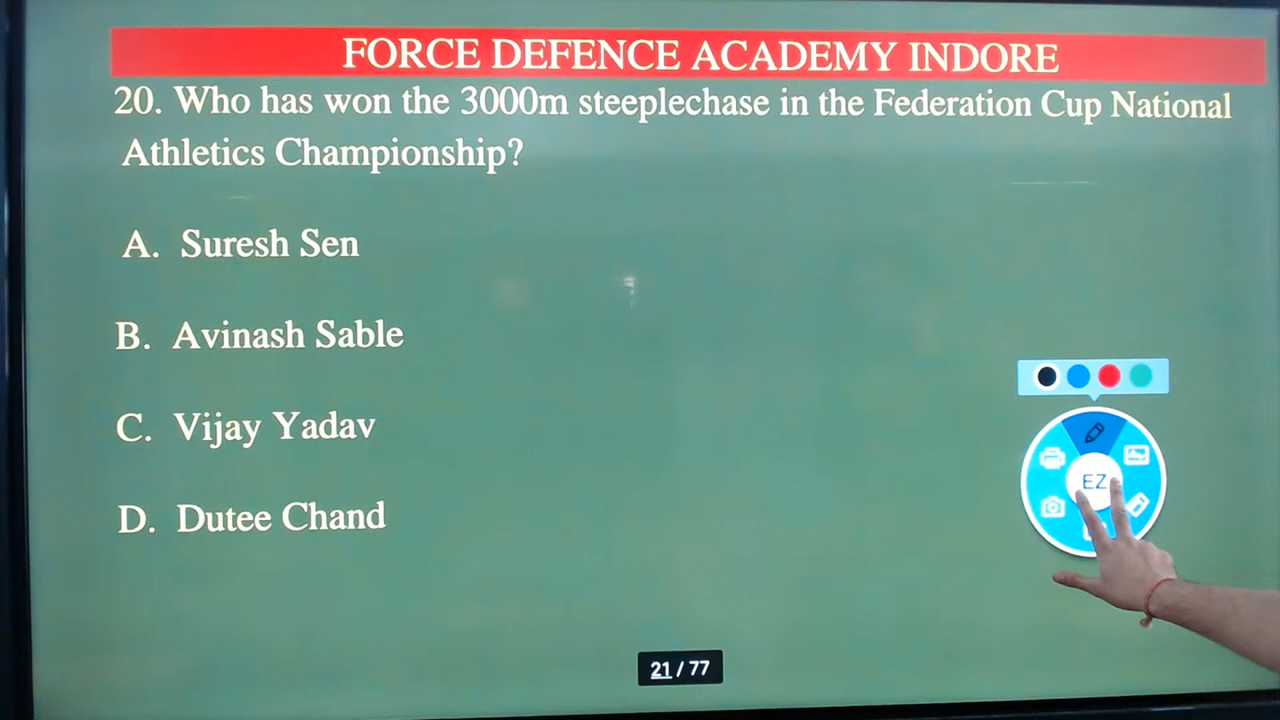 FORCE DEFENCE ACADEMY INDORE
20. Who has won the 3000m steeplechase in the Federation Cup National
Athletics Championship?
A. Suresh Sen
B. Avinash Sable
C. Vijay Yadav
D. Dutee Chand
EZ
21 / 77